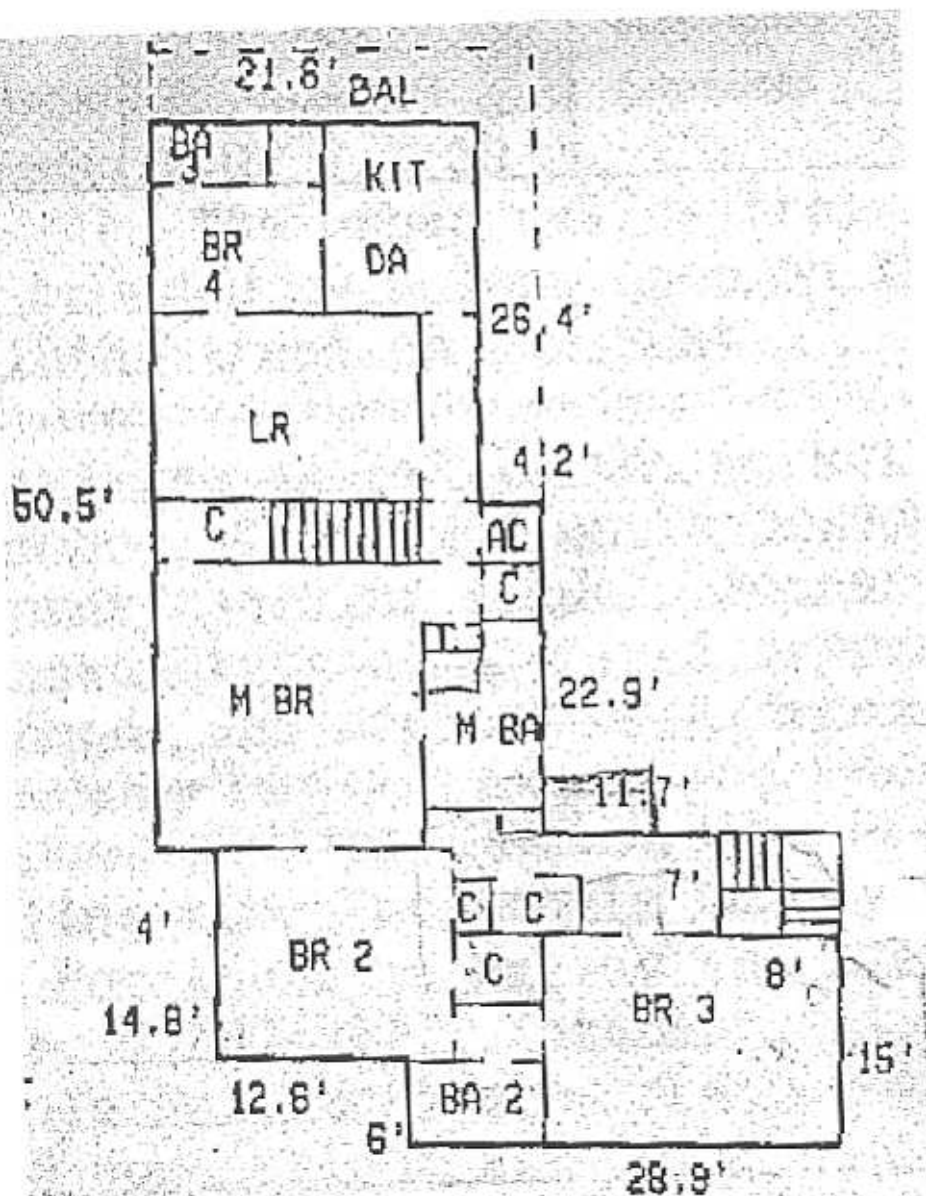 21.6'
BAL
BA
3
KIT
BR
4
DA
26.4'
LR
4.2'
50.5'
C
AC
C
M BR
22.9'
M BA
11.7'
7'
C
C
4'
BR 2
C
8'
BR 3
14.8'
15'
12.6'
BA 2
6'
28.9'